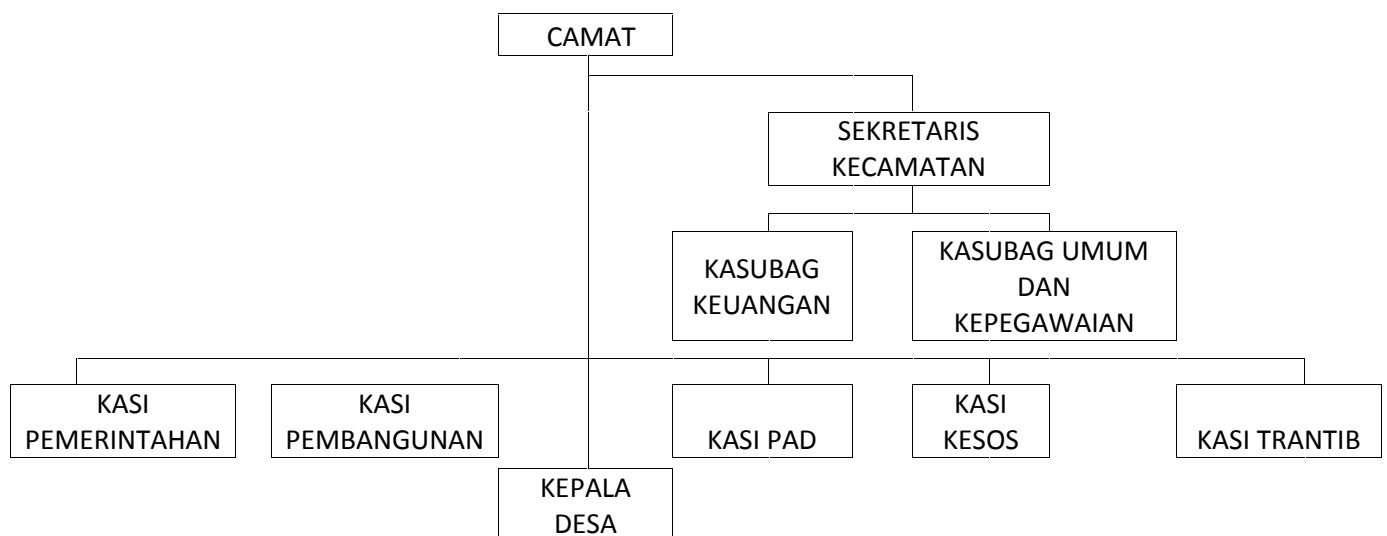 CAMAT
SEKRETARIS
KECAMATAN
KASUBAG
KEUANGAN
KASUBAG UMUM
DAN
KEPEGAWAIAN
KASI
PEMERINTAHAN
KASI
PEMBANGUNAN
KASI PAD
KASI
KESOS
KASI TRANTIB
KEPALA
DESA